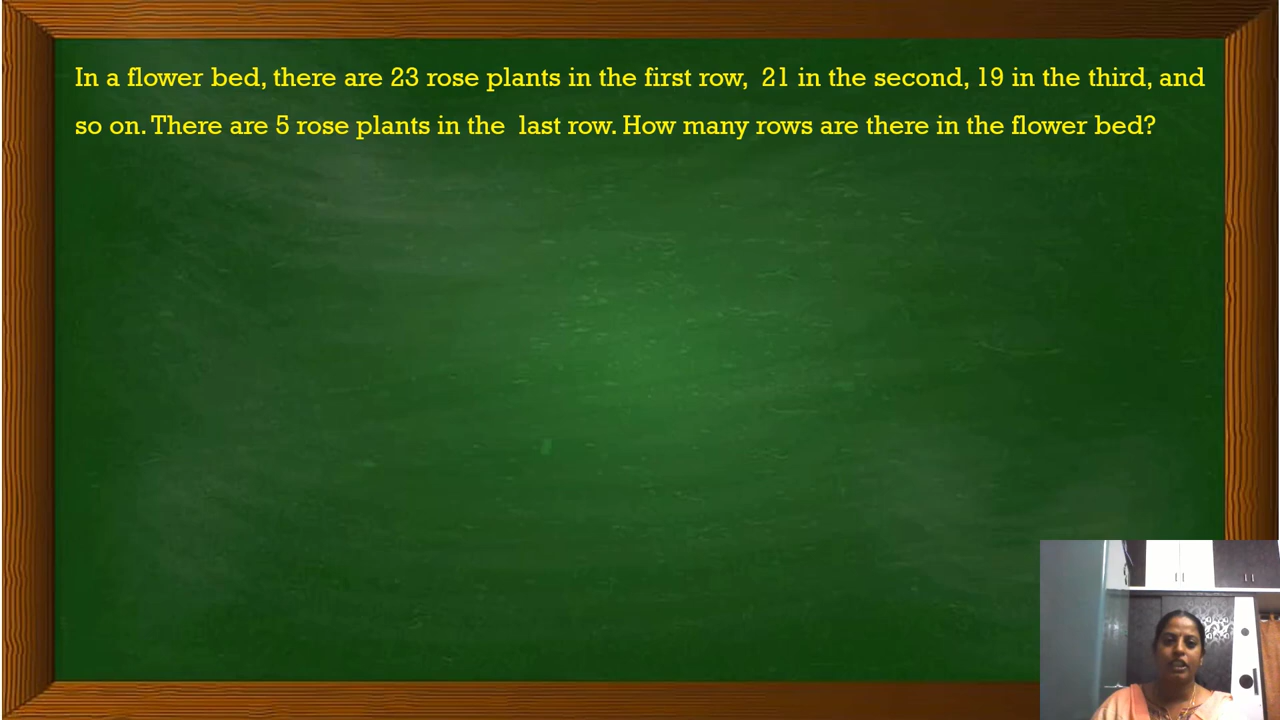 In a flower bed, there are 23 rose plants in the first row, 21 in the second, 19 in the third, and
so on. There are 5 rose plants in the last row. How many rows are there in the flower bed?